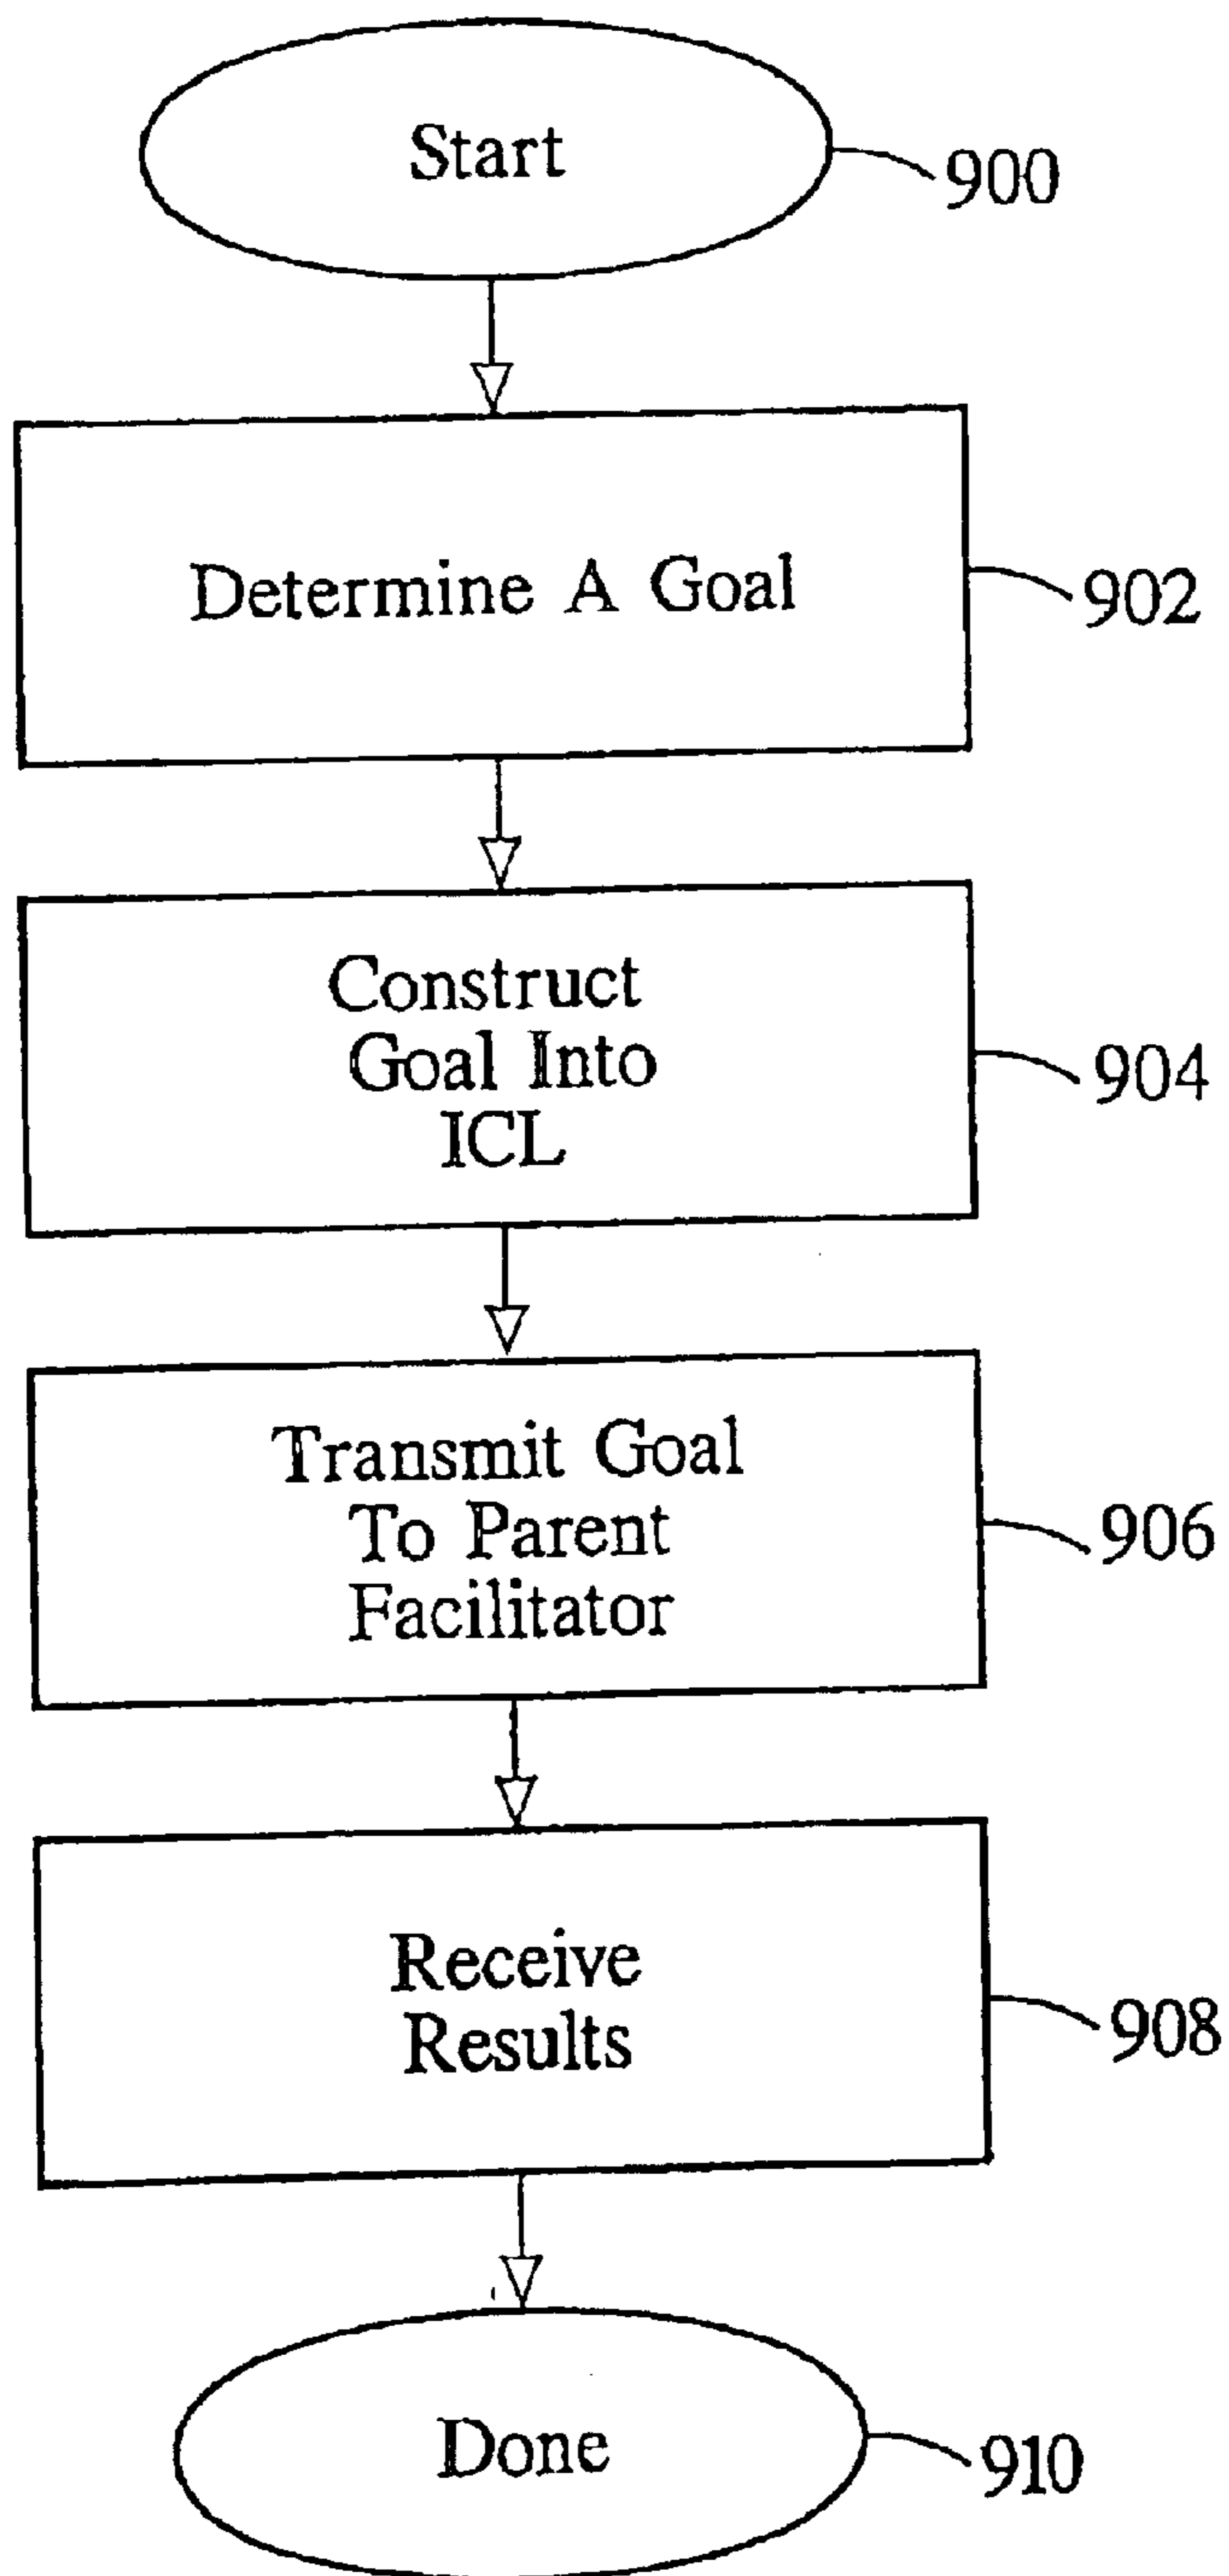 Start
900
Determine A Goal
902
Construct
Goal Into
ICL
904
Transmit Goal
To Parent
Facilitator
906
Receive
Results
908
Done
910